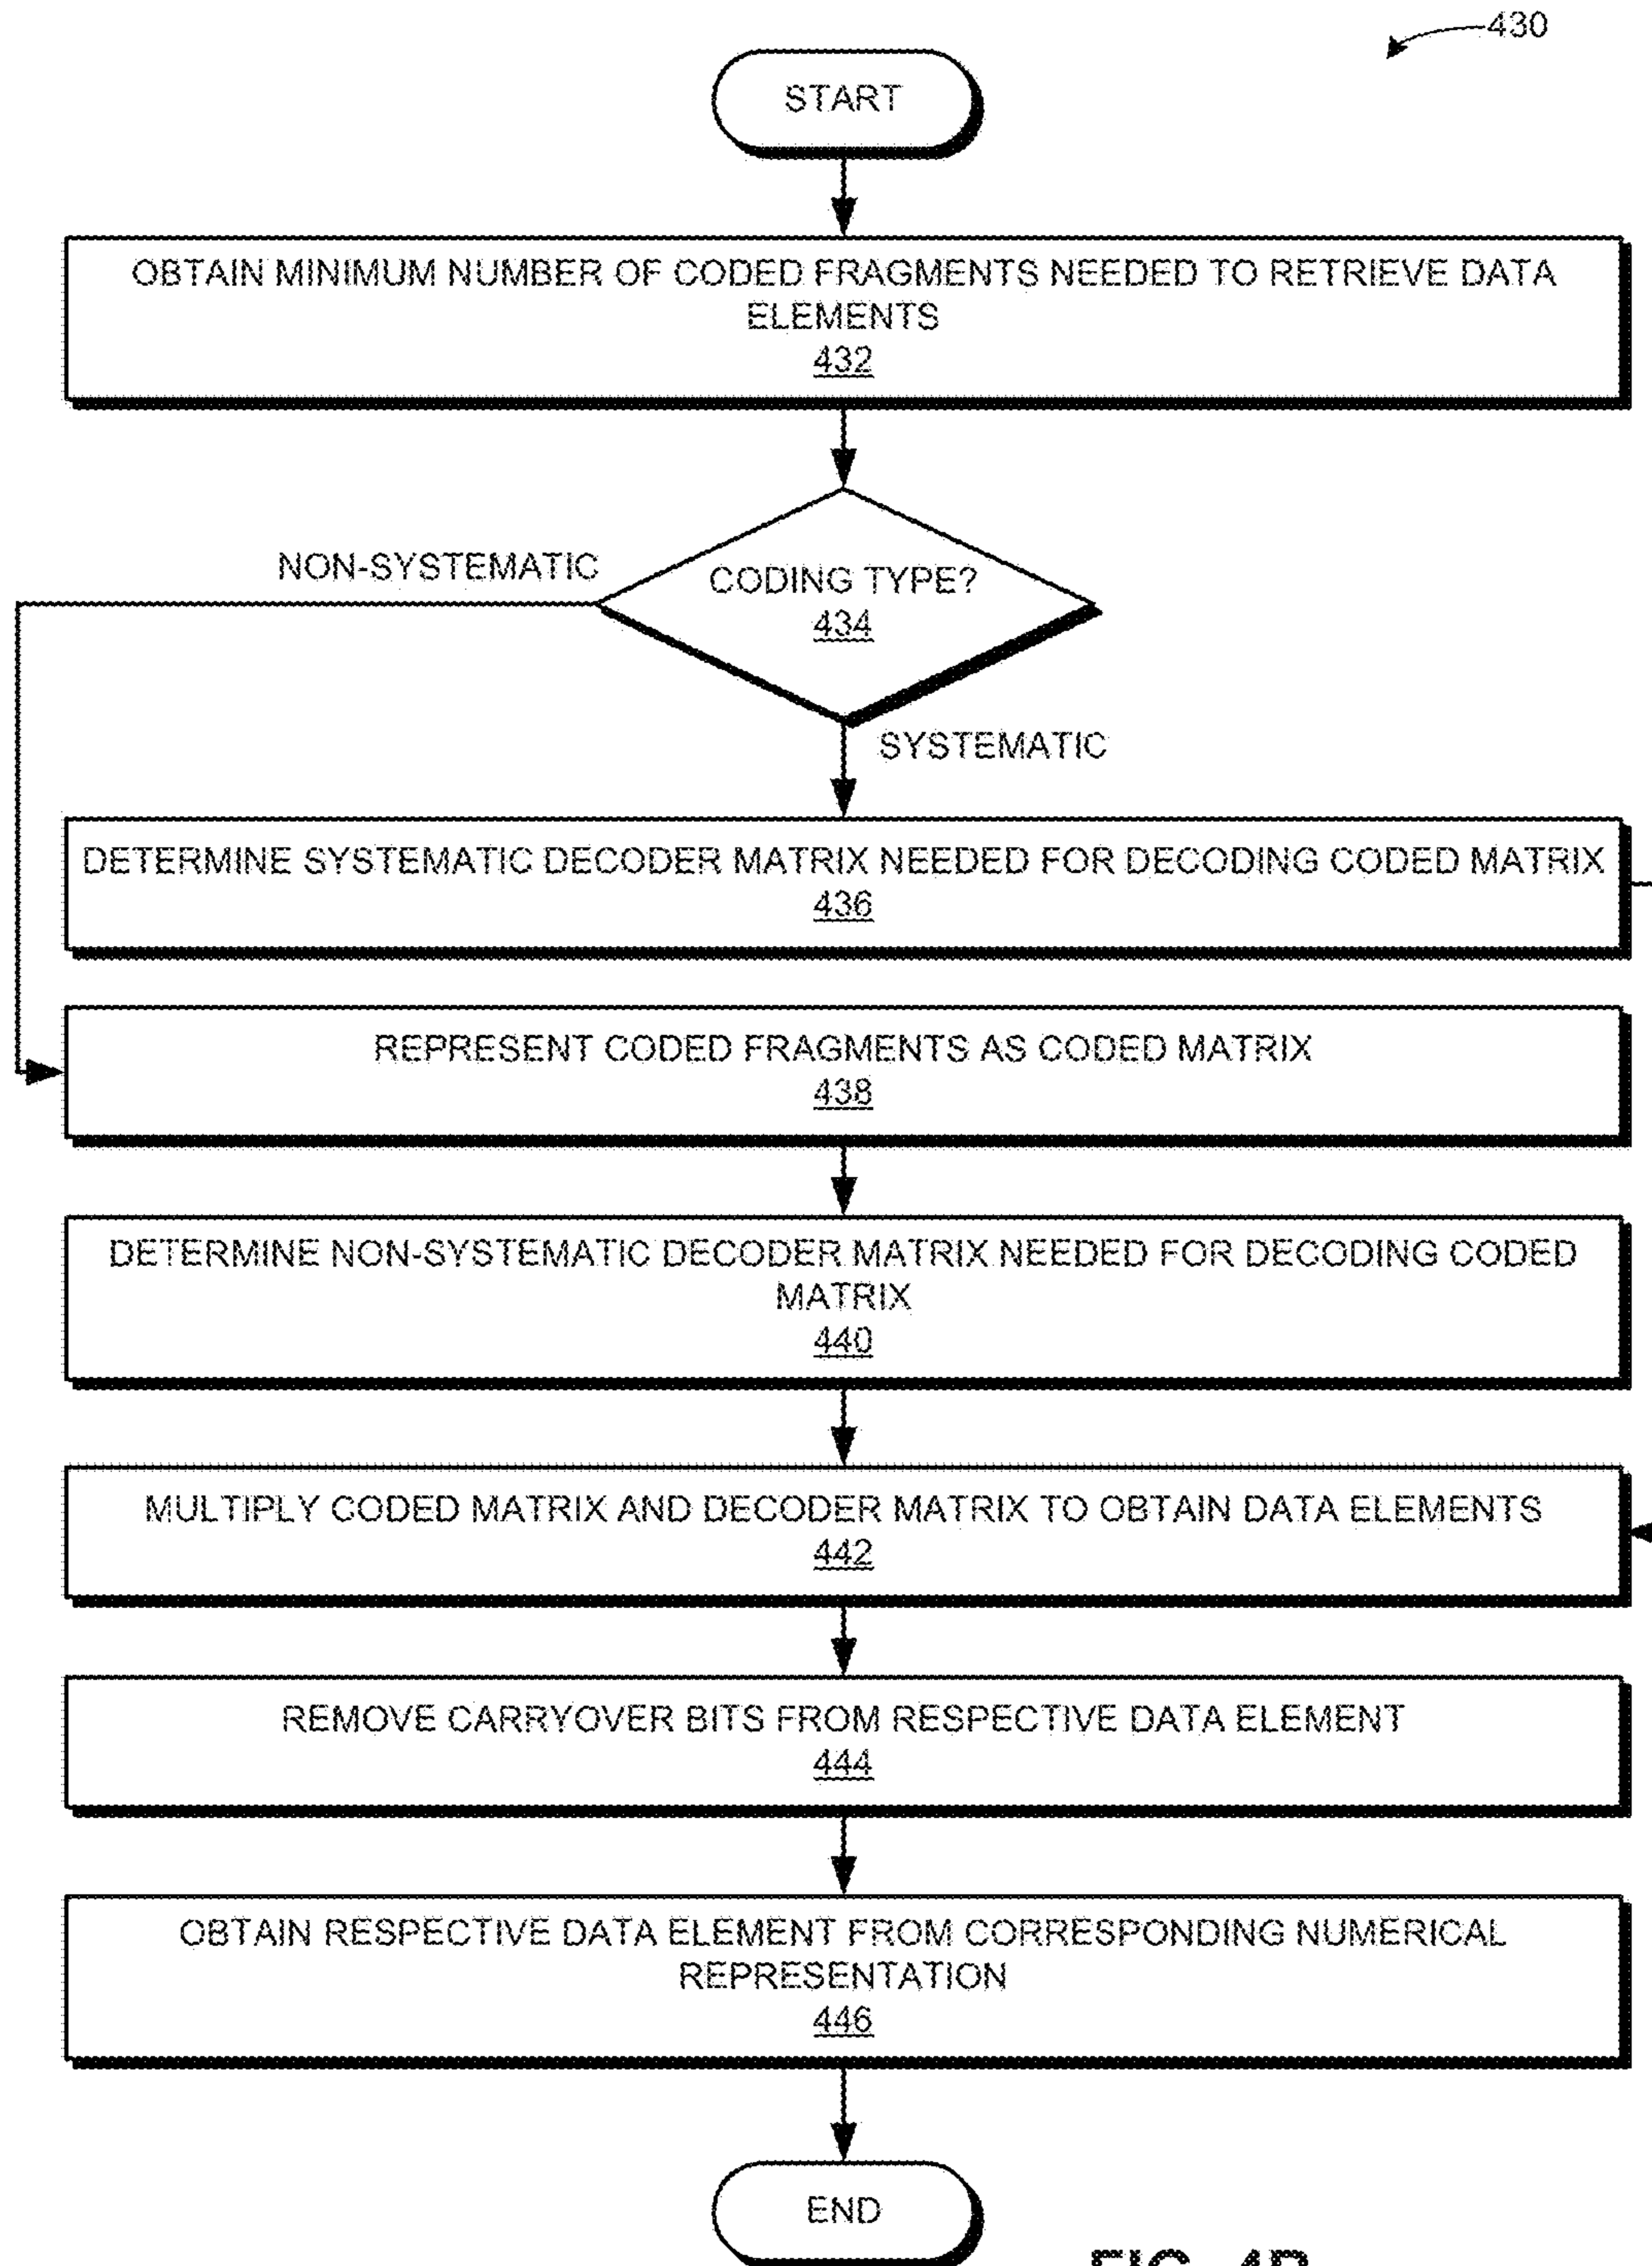 430
START
OBTAIN MINIMUM NUMBER OF CODED FRAGMENTS NEEDED TO RETRIEVE DATA
ELEMENTS
432
NON-SYSTEMATIC
CODING TYPE?
434
SYSTEMATIC
DETERMINE SYSTEMATIC DECODER MATRIX NEEDED FOR DECODING CODED MATRIX
436
REPRESENT CODED FRAGMENTS AS CODED MATRIX
438
DETERMINE NON-SYSTEMATIC DECODER MATRIX NEEDED FOR DECODING CODED
MATRIX
440
MULTIPLY CODED MATRIX AND DECODER MATRIX TO OBTAIN DATA ELEMENTS
442
REMOVE CARRYOVER BITS FROM RESPECTIVE DATA ELEMENT
444
OBTAIN RESPECTIVE DATA ELEMENT FROM CORRESPONDING NUMERICAL
REPRESENTATION
446
END